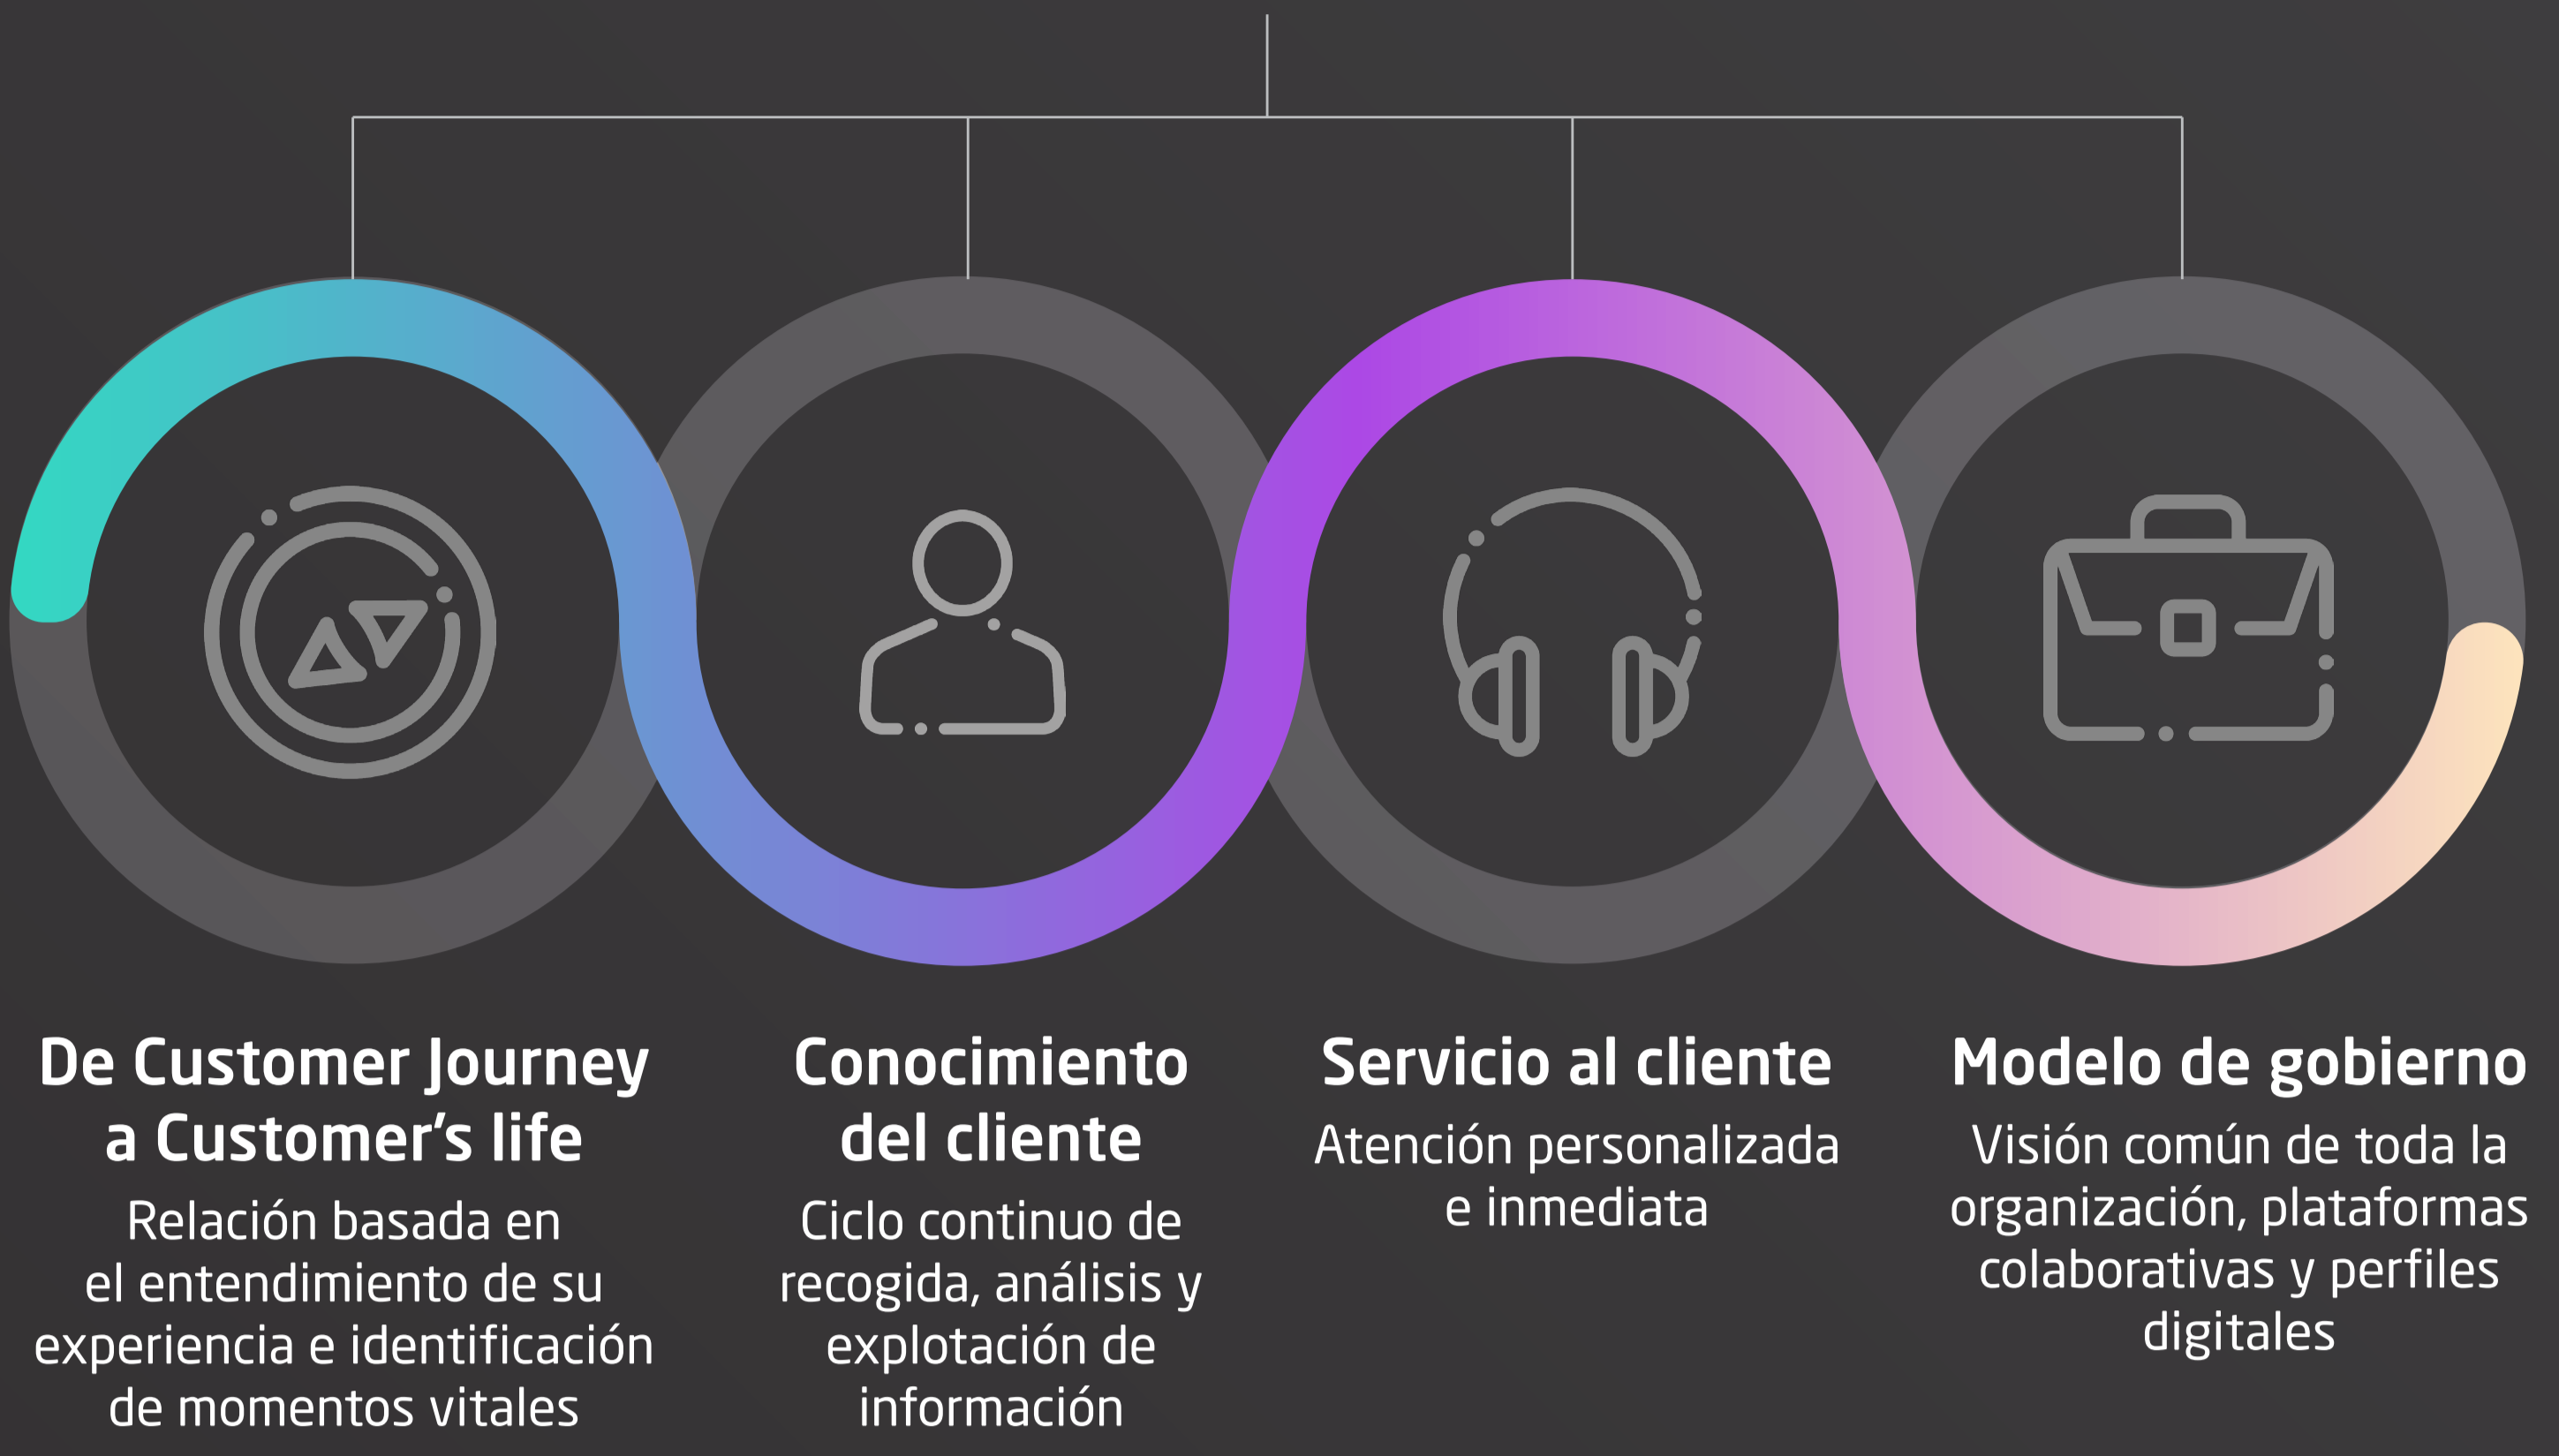 De Customer Journey
a Customer’s life
Relación basada en
el entendimiento de su
experiencia e identificación
de momentos vitales
Conocimiento
del cliente
Ciclo continuo de
recogida, análisis y
explotación de
información
Servicio al cliente
Atención personalizada
e inmediata
Modelo de gobierno
Visión común de toda la
organización, plataformas
colaborativas y perfiles
digitales